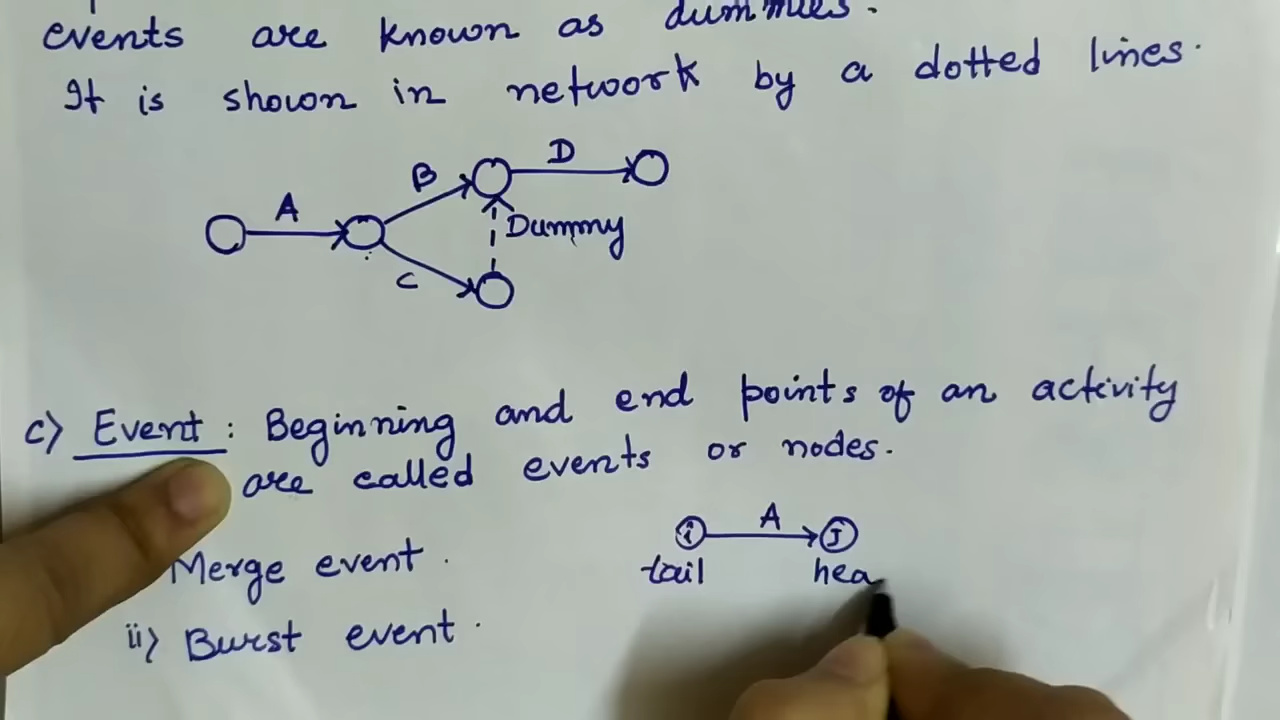 events are known as dummies.
It is shown in network by a dotted lines.
A
B
D
C
Dummy
c) Event: Beginning and end points of an activity
are called events or nodes.
i
A
J
tail
hea
Merge event.
ii) Burst event.